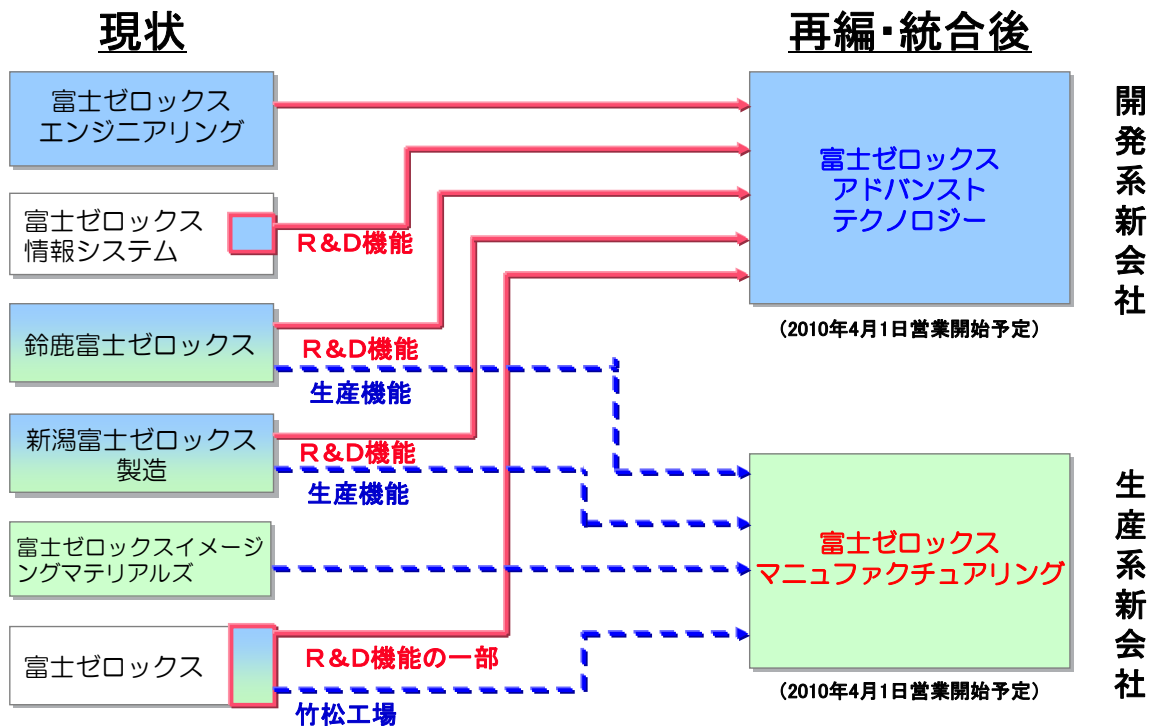 現状
再編・統合後
富士ゼロックス
エンジニアリング
富士ゼロックス
情報システム
R&D機能
鈴鹿富士ゼロックス
R&D機能
生産機能
新潟富士ゼロックス
製造
R&D機能
生産機能
富士ゼロックスイメージ
ングマテリアルズ
富士ゼロックス
R&D機能の一部
竹松工場
富士ゼロックス
アドバンスト
テクノロジー
(2010年4月1日営業開始予定)
開発系新会社
富士ゼロックス
マニュファクチュアリング
(2010年4月1日営業開始予定)
生産系新会社